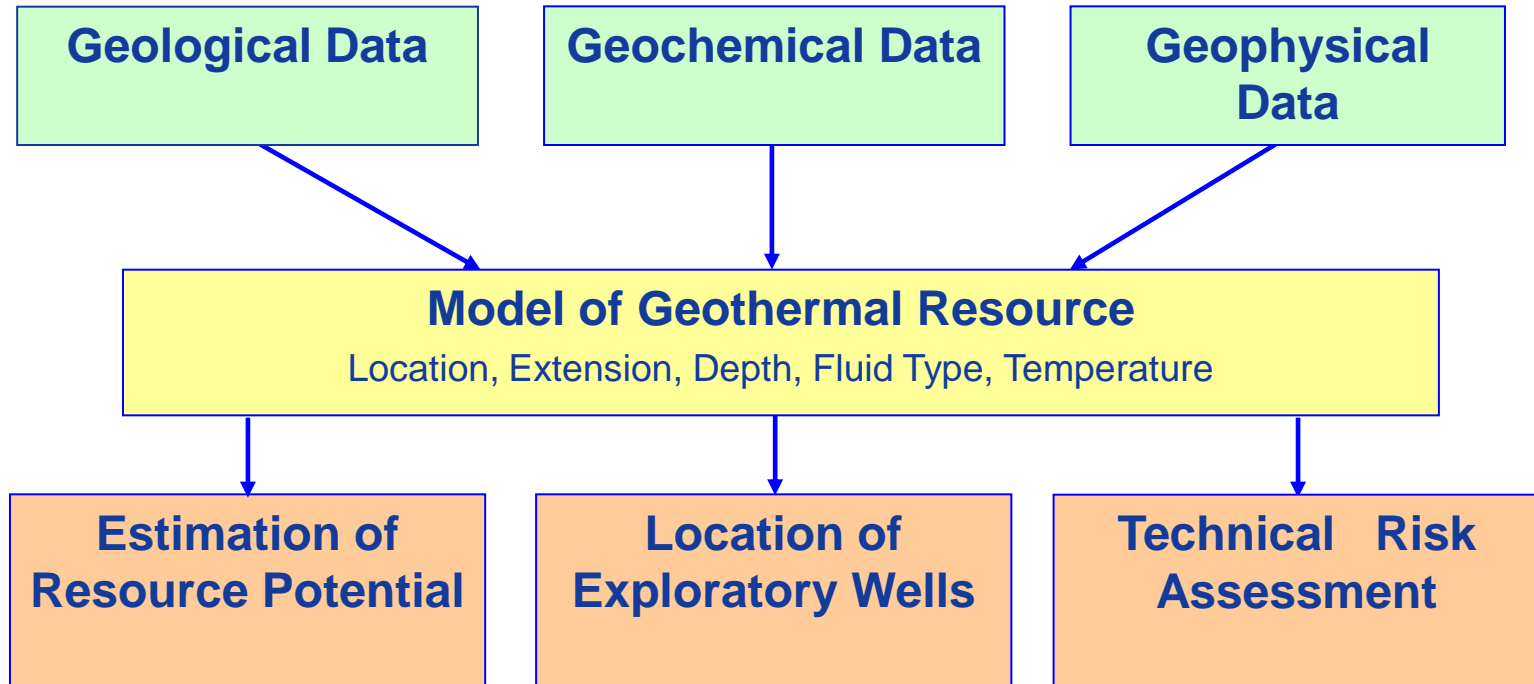 Geological Data
Geochemical Data
Geophysical
Data
Model of Geothermal Resource
Location, Extension, Depth, Fluid Type, Temperature
Estimation of
Resource Potential
Location of
Exploratory Wells
Technical Risk
Assessment